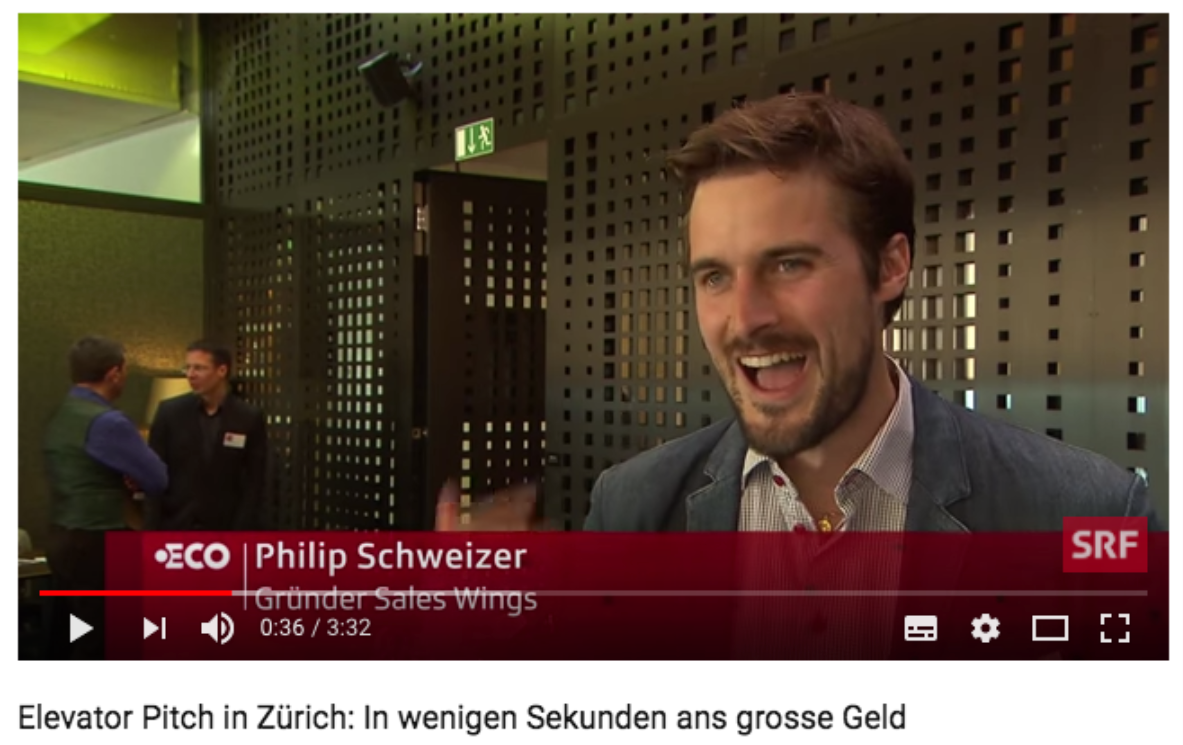 ECO
Philip Schweizer
SRF
Gründer Sales Wings
0:36 / 3:32
Elevator Pitch in Zürich: In wenigen Sekunden ans grosse Geld